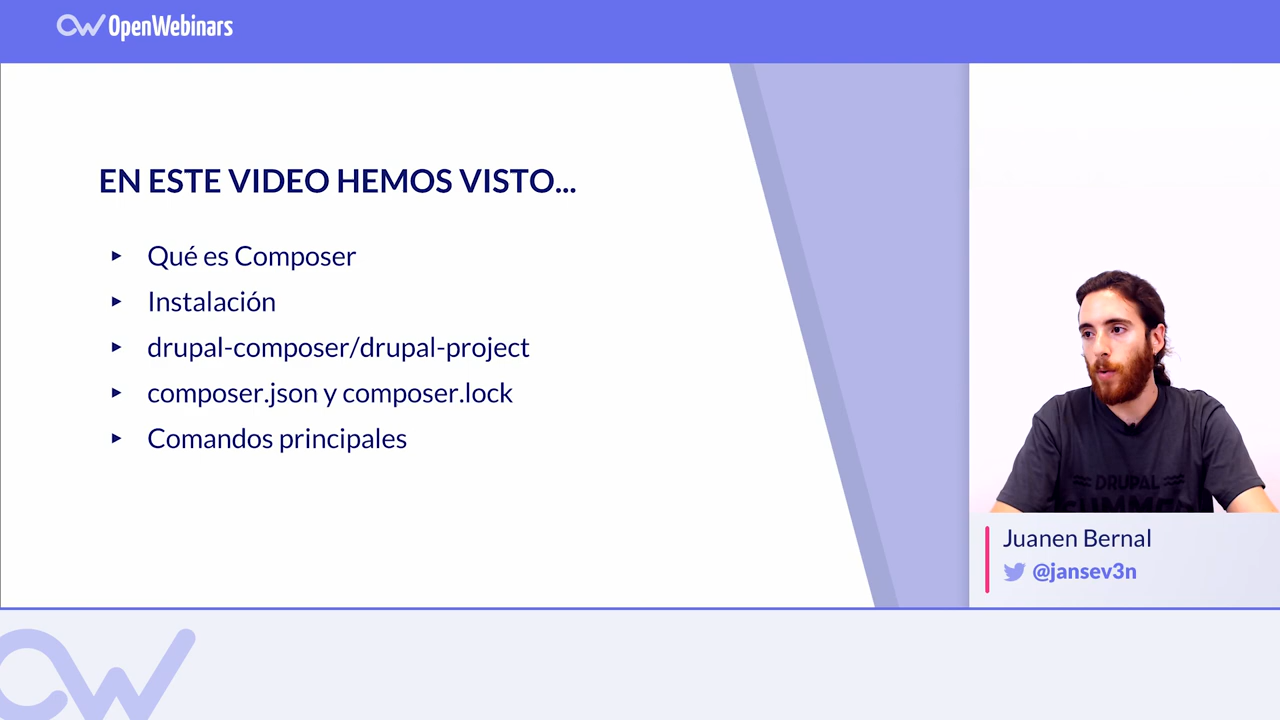 OpenWebinars
EN ESTE VIDEO HEMOS VISTO...
‣ Qué es Composer
‣ Instalación
‣ drupal-composer/drupal-project
‣ composer.json y composer.lock
‣ Comandos principales
DRUPAL
Juanen Bernal
@jansev3n